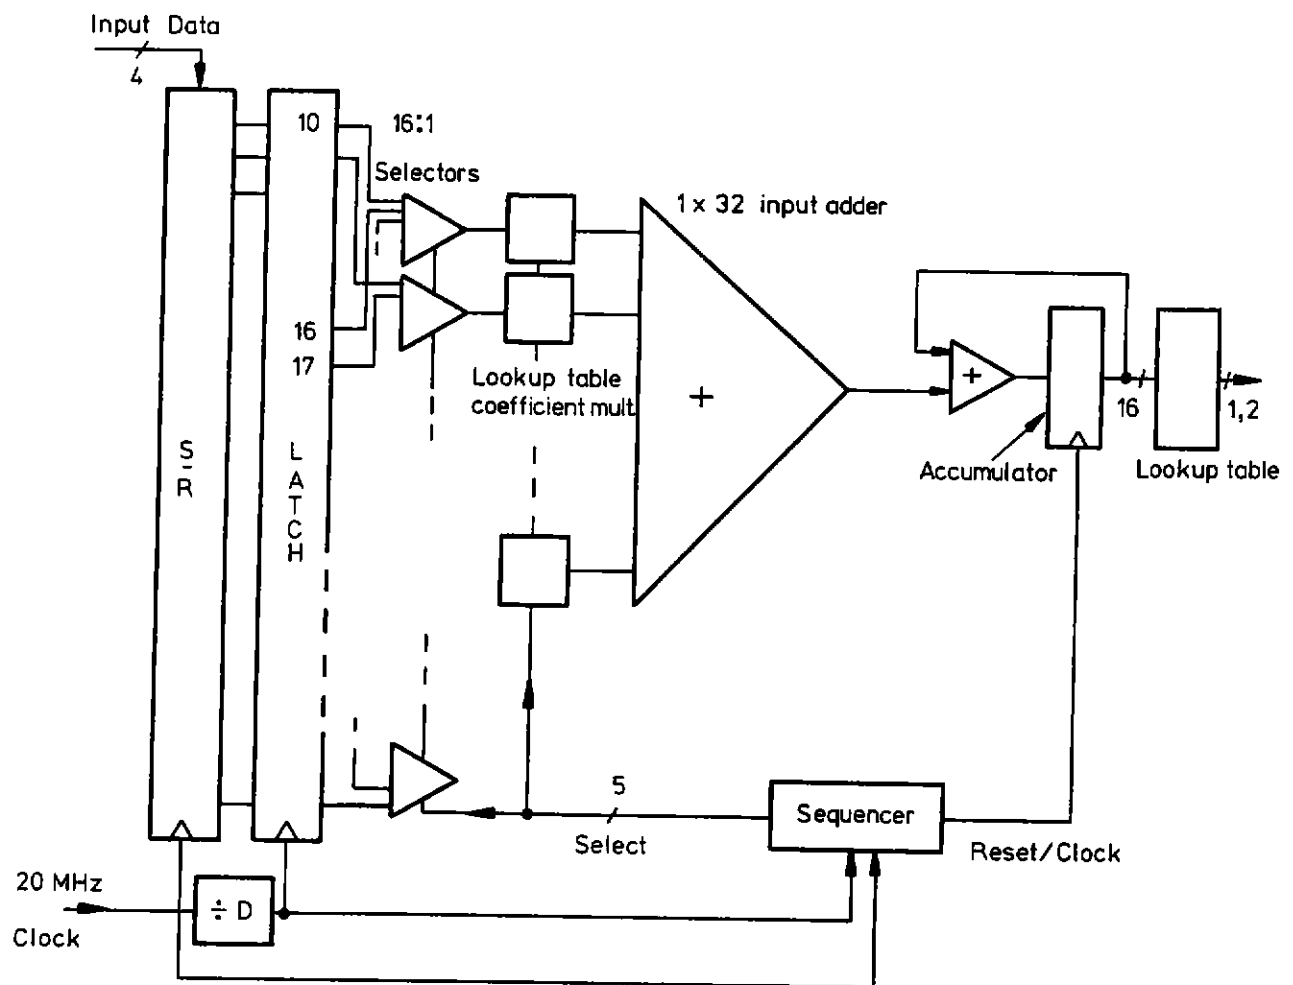 Input Data
4
10
16:1
Selectors
1 x 32 input adder
16
17
Lookup table
coefficient mult.
+
+
16
1,2
Accumulator
Lookup table
S-R
LATCH
5
Select
Sequencer
Reset/Clock
20 MHz
÷ D
Clock